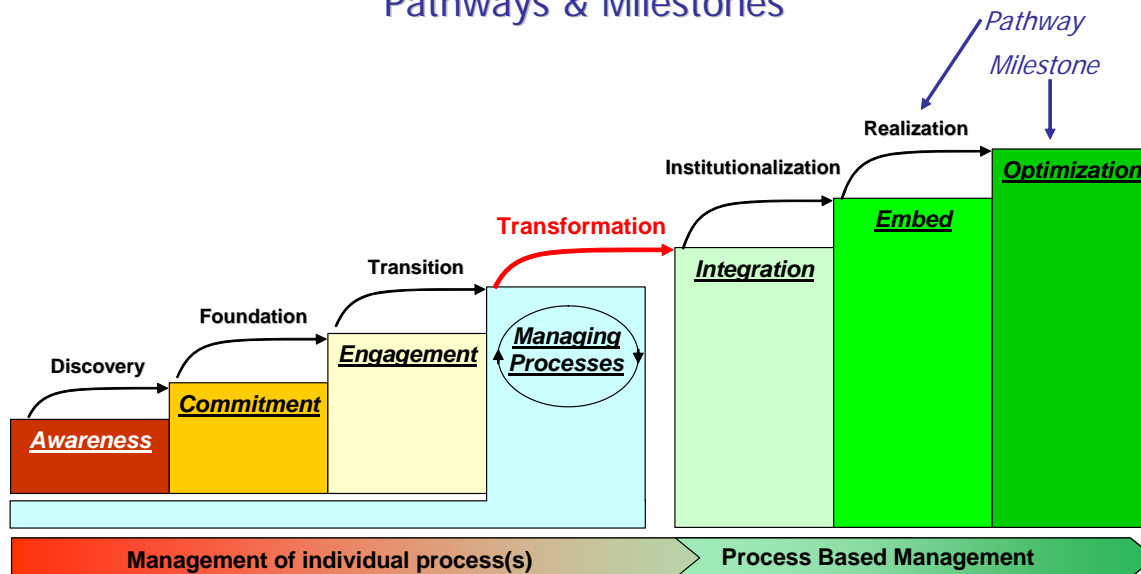 Pathways & Milestones
Pathway
Milestone
Realization
Institutionalization
Optimization
Embed
Transformation
Integration
Transition
Foundation
Managing
Processes
Engagement
Discovery
Commitment
Awareness
Management of individual process(s)
Process Based Management